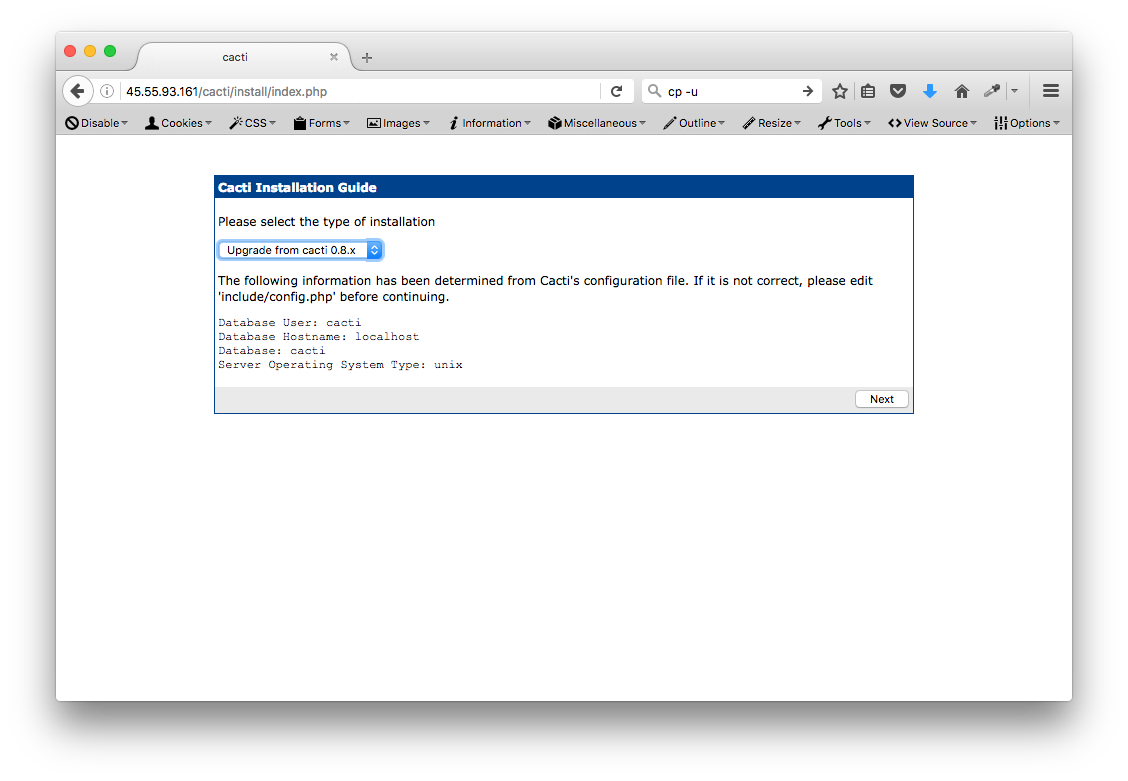 cacti
45.55.93.161/cacti/install/index.php
cp -u
Disable Cookies CSS Forms Images Information Miscellaneous Outline Resize Tools View Source Options
Cacti Installation Guide
Please select the type of installation
Upgrade from cacti 0.8.x
The following information has been determined from Cacti's configuration file. If it is not correct, please edit
'include/config.php' before continuing.
Database User: cacti
Database Hostname: localhost
Database: cacti
Server Operating System Type: unix
Next